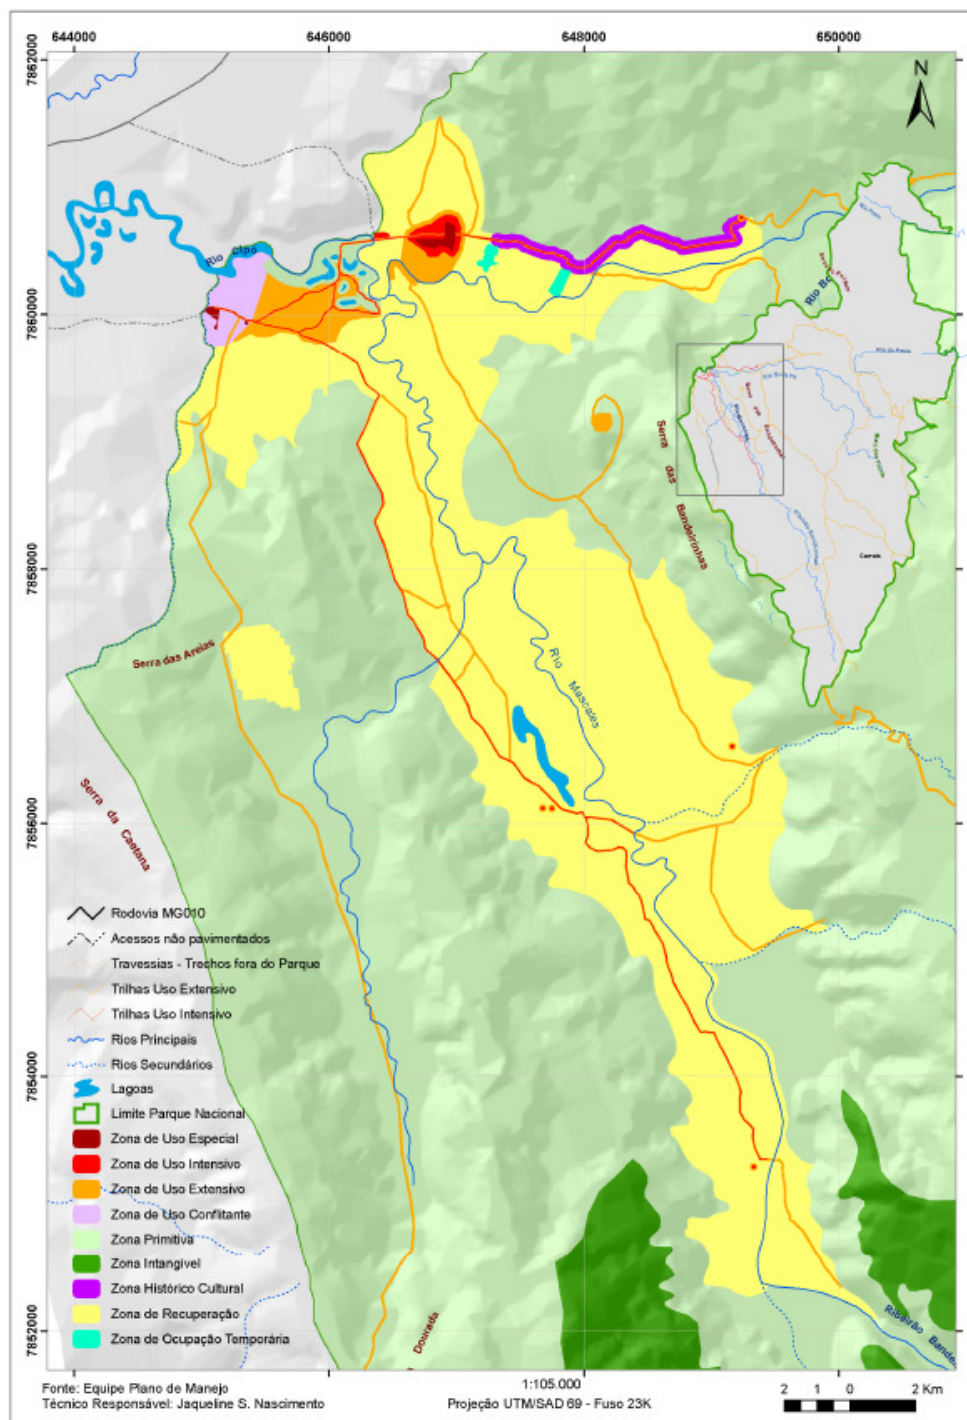 644000
646000
648000
650000
7862000
7860000
7858000
7856000
7854000
7852000
N
Rio Cipó
Serra das Bandeirinhas
Rio Mascates
Serra das Areias
Serra da Caetana
Dourada
Ribeirão Bande
Rio Bo
Rodovia MG010
Acessos não pavimentados
Travessias - Trechos fora do Parque
Trilhas Uso Extensivo
Trilhas Uso Intensivo
Rios Principais
Rios Secundários
Lagoas
Limite Parque Nacional
Zona de Uso Especial
Zona de Uso Intensivo
Zona de Uso Extensivo
Zona de Uso Conflitante
Zona Primitiva
Zona Intangível
Zona Histórico Cultural
Zona de Recuperação
Zona de Ocupação Temporária
Fonte: Equipe Plano de Manejo
Técnico Responsável: Jaqueline S. Nascimento
1:105.000
Projeção UTM/SAD 69 - Fuso 23K
2 1 0 2 Km